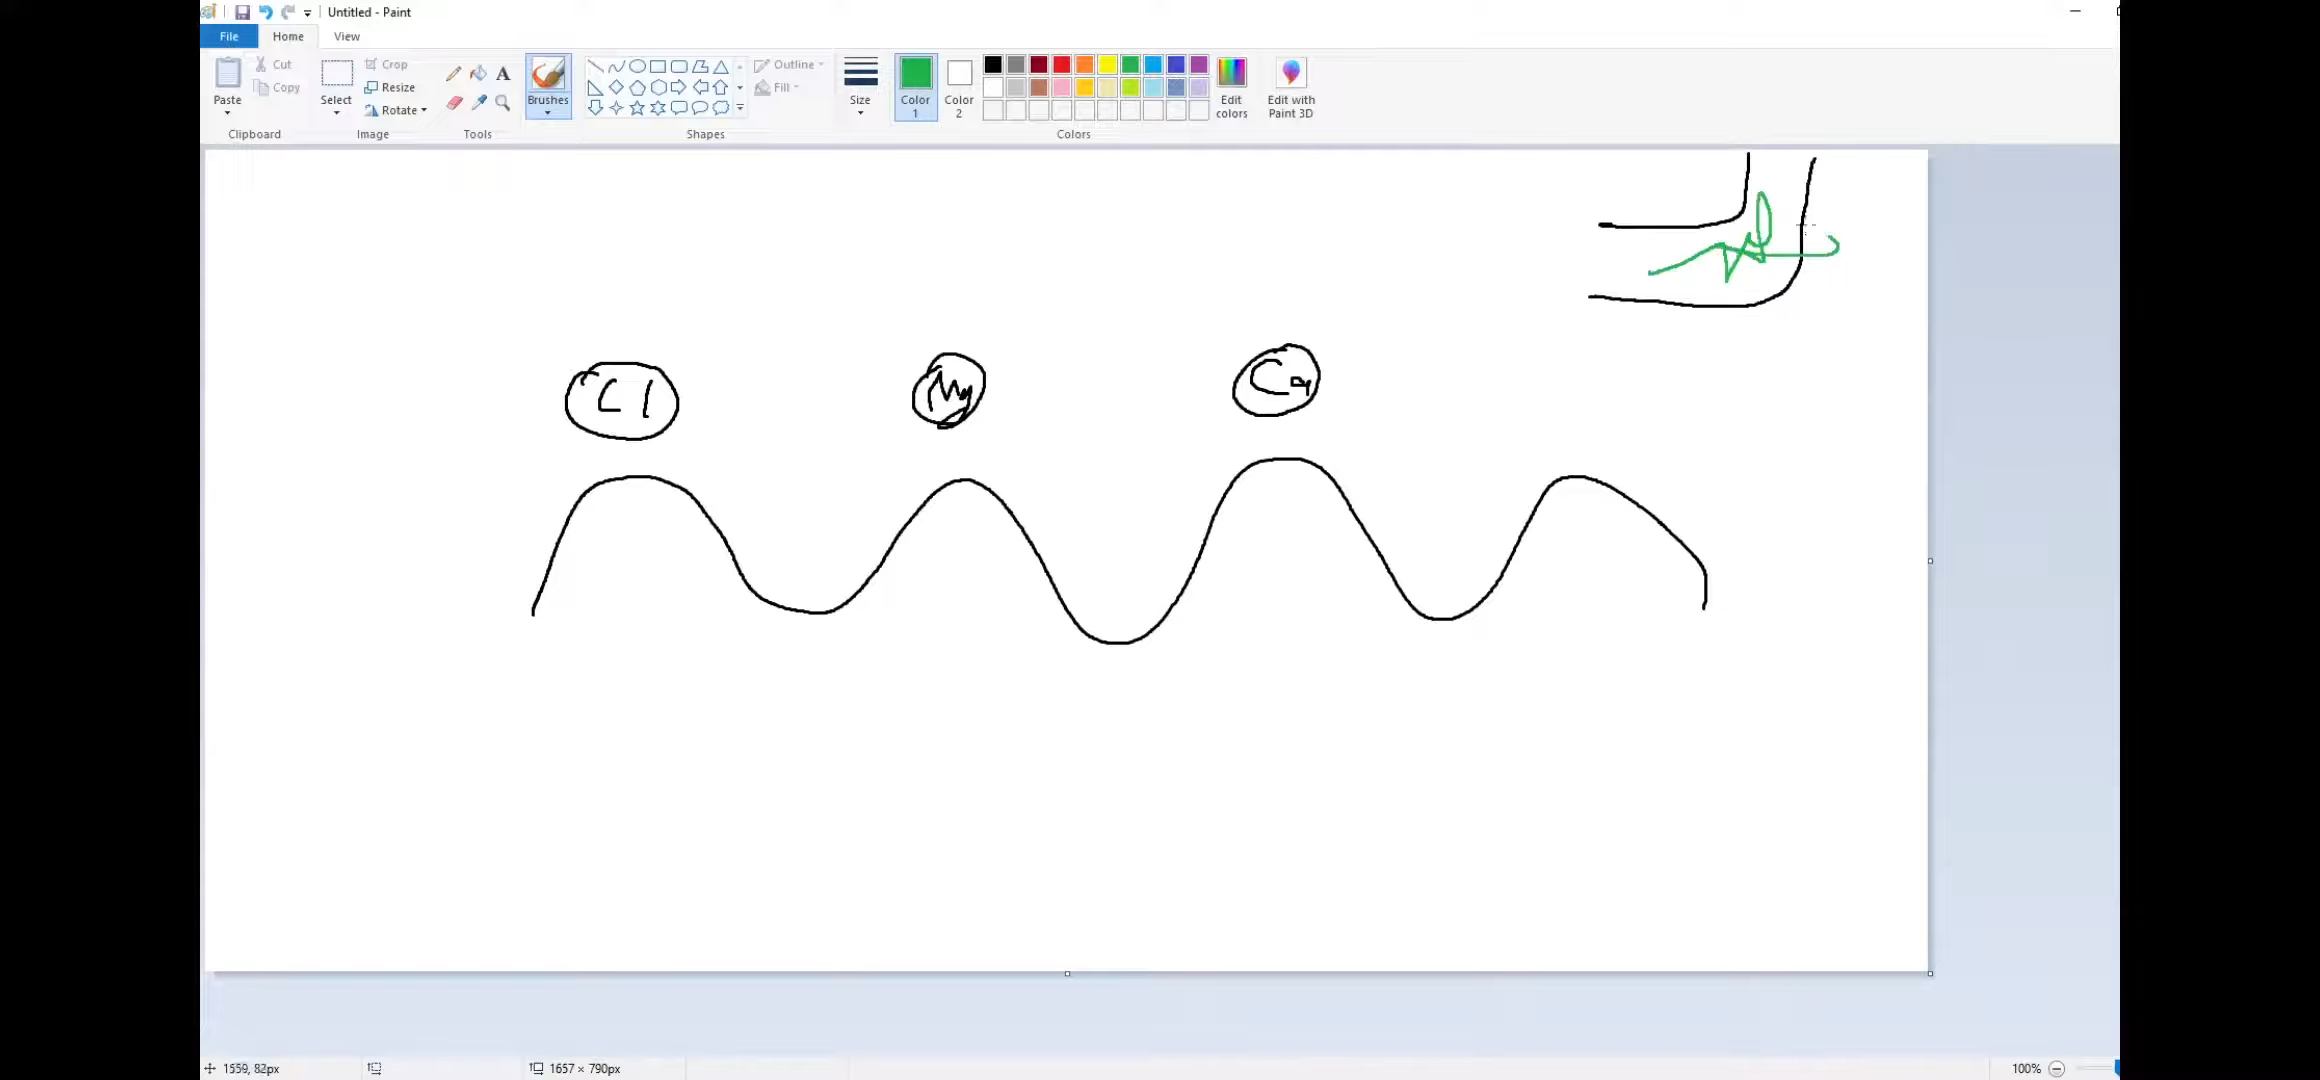 Untitled - Paint
File Home View
Cut
Copy
Paste
Clipboard
Crop
Resize
Rotate
Select
Image
Tools
Brushes
Outline
Fill
Shapes
Size
Color 1
Color 2
Edit colors
Edit with Paint 3D
Colors
Cl
Mg
Ca
1559, 82px
1657 × 790px
100%